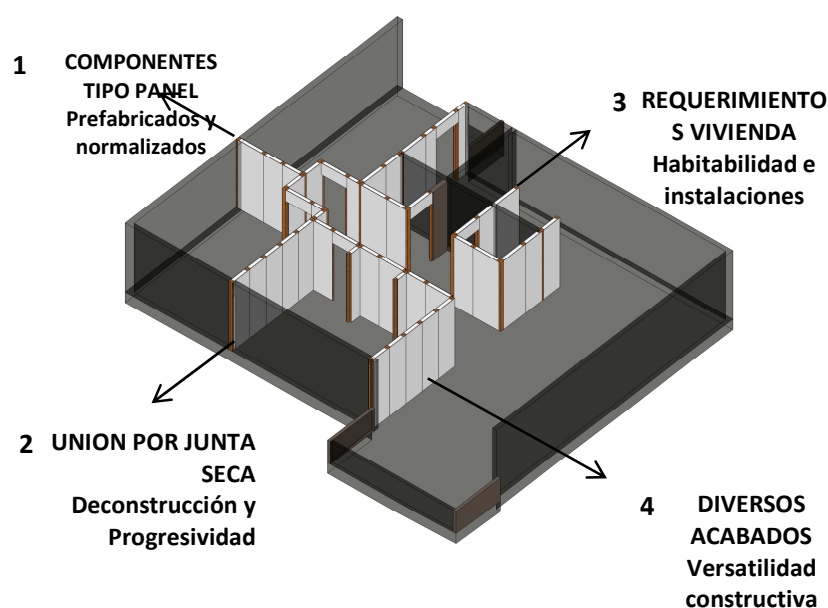 1 COMPONENTES
TIPO PANEL
Prefabricados y
normalizados
3 REQUERIMIENTO
S VIVIENDA
Habitabilidad e
instalaciones
2 UNION POR JUNTA
SECA
Deconstrucción y
Progresividad
4 DIVERSOS
ACABADOS
Versatilidad
constructiva